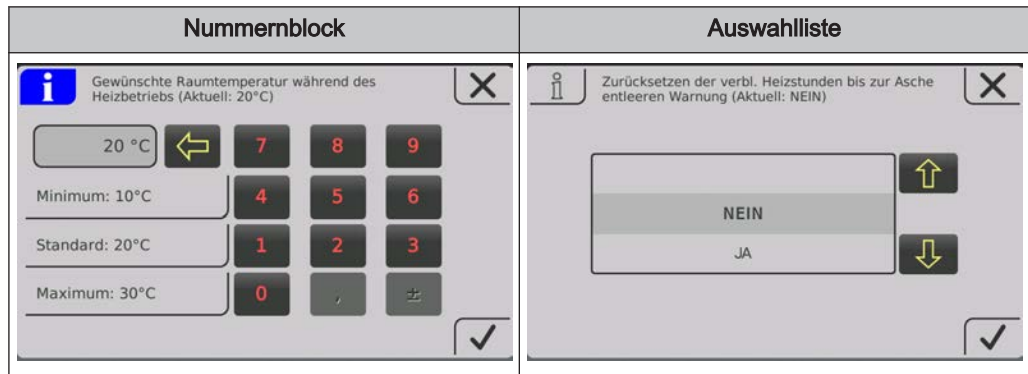 Nummernblock
Auswahlliste
i
Gewünschte Raumtemperatur während des
Heizbetriebs (Aktuell: 20°C)
20 °C
7 8 9
Minimum: 10°C
4 5 6
Standard: 20°C
1 2 3
Maximum: 30°C
0 , ±
i
Zurücksetzen der verbl. Heizstunden bis zur Asche
entleeren Warnung (Aktuell: NEIN)
NEIN
JA